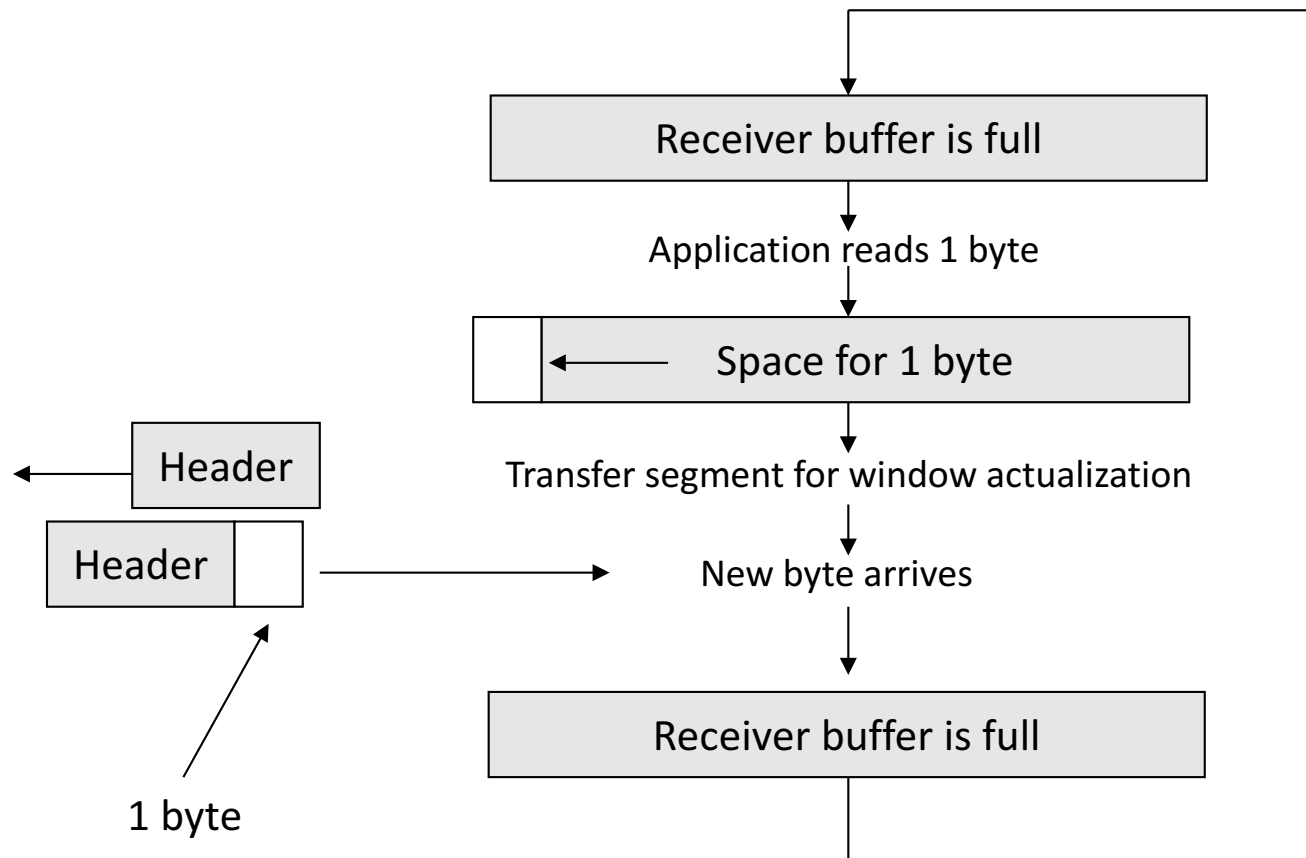 Receiver buffer is full
Application reads 1 byte
Space for 1 byte
Header
Transfer segment for window actualization
Header
New byte arrives
Receiver buffer is full
1 byte